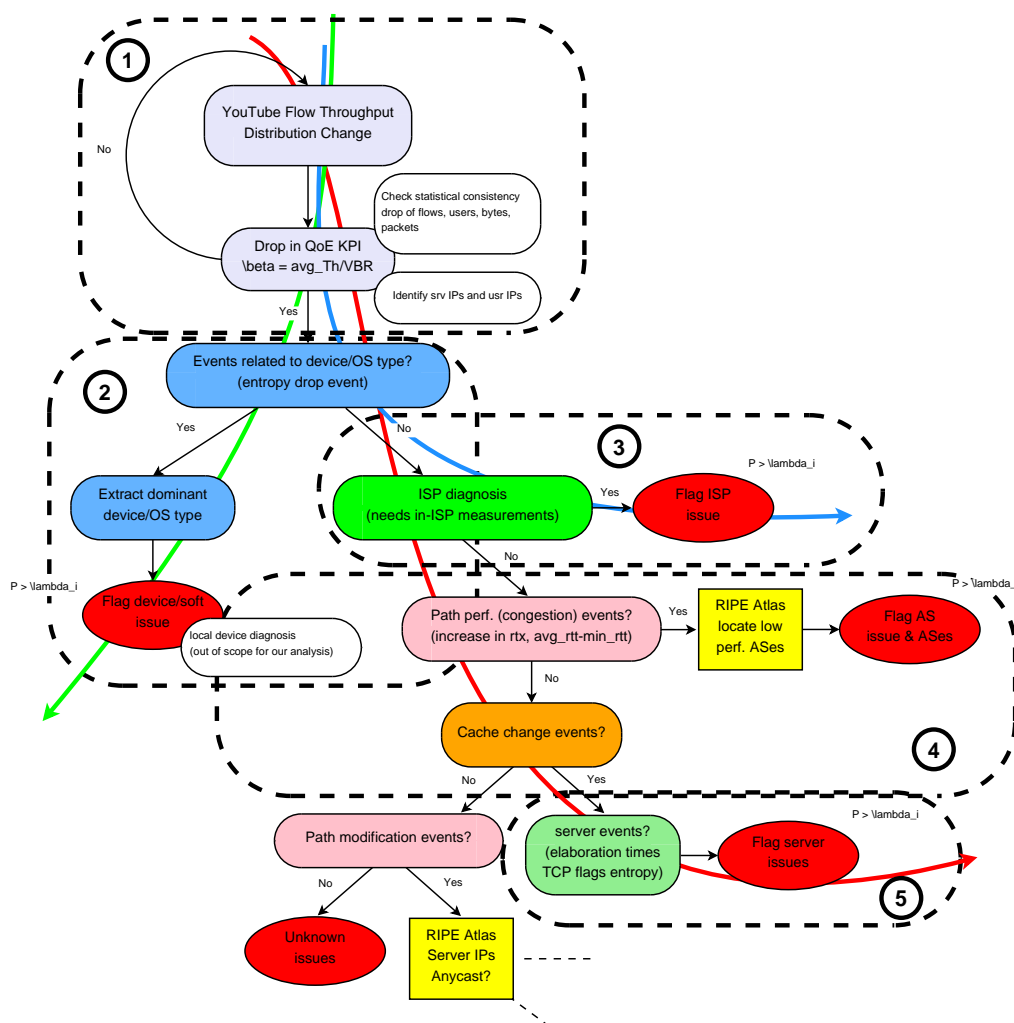 1
YouTube Flow Throughput
Distribution Change
No
Check statistical consistency
drop of flows, users, bytes,
packets
Drop in QoE KPI
\beta = avg_Th/VBR
Identify srv IPs and usr IPs
Yes
Events related to device/OS type?
(entropy drop event)
2
Yes
No
3
P > \lambda_i
Extract dominant
device/OS type
ISP diagnosis
(needs in-ISP measurements)
Yes
Flag ISP
issue
No
P > \lambda_i
Flag device/soft
issue
local device diagnosis
(out of scope for our analysis)
Path perf. (congestion) events?
(increase in rtx, avg_rtt-min_rtt)
Yes
RIPE Atlas
locate low
perf. ASes
P > \lambda_
Flag AS
issue & ASes
No
Cache change events?
4
No
Yes
Path modification events?
server events?
(elaboration times
TCP flags entropy)
P > \lambda_i
Flag server
issues
5
No
Yes
Unknown
issues
RIPE Atlas
Server IPs
Anycast?